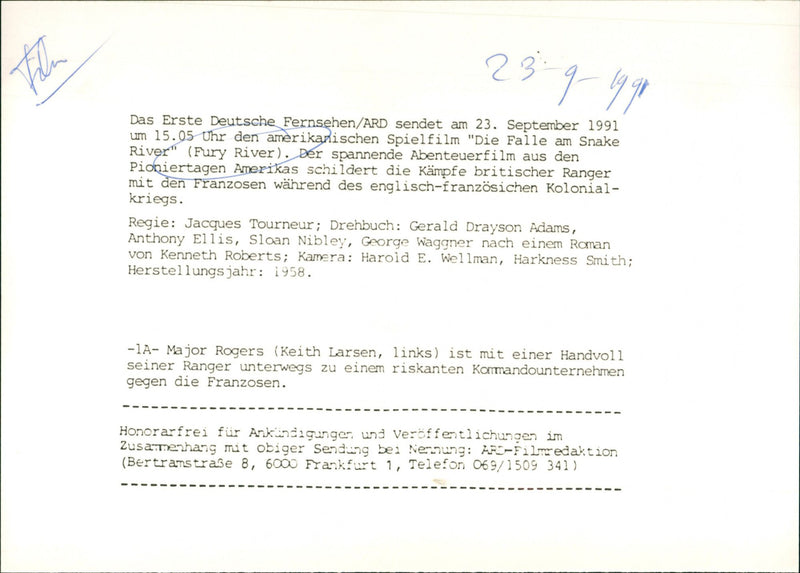 Film
23-9-1991
Das Erste Deutsche Fernsehen/ARD sendet am 23. September 1991
um 15.05 Uhr den amerikanischen Spielfilm "Die Falle am Snake
River" (Fury River). Der spannende Abenteuerfilm aus den
Pioniertagen Amerikas schildert die Kämpfe britischer Ranger
mit den Franzosen während des englisch-französichen Kolonial-
kriegs.
Regie: Jacques Tourneur; Drehbuch: Gerald Drayson Adams,
Anthony Ellis, Sloan Nibley, George Waggner nach einem Roman
von Kenneth Roberts; Kamera: Harold E. Wellman, Harkness Smith;
Herstellungsjahr: 1958.
-1A- Major Rogers (Keith Larsen, links) ist mit einer Handvoll
seiner Ranger unterwegs zu einem riskanten Kommandounternehmen
gegen die Franzosen.
Honorarfrei für Ankündigungen und Veröffentlichungen im
Zusammenhang mit obiger Sendung bei Nennung: ARD-Filmredaktion
(Bertramstraße 8, 6000 Frankfurt 1, Telefon 069/1509 341)